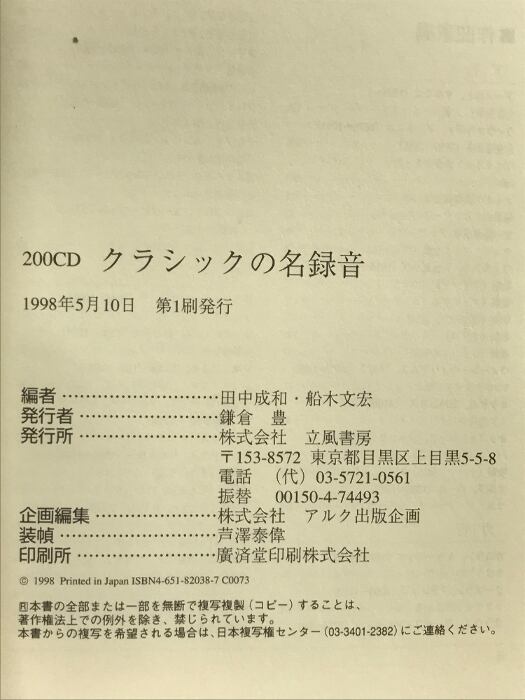 200CD クラシックの名録音
1998年5月10日　第1刷発行
編者…………………………田中成和・船木文宏
発行者………………………鎌倉　豊
発行所………………………株式会社　立風書房
〒153-8572 東京都目黒区上目黒5-5-8
電話　（代）03-5721-0561
振替　00150-4-74493
企画編集……………………株式会社　アルク出版企画
装幀…………………………芦澤泰偉
印刷所………………………廣済堂印刷株式会社
© 1998 Printed in Japan ISBN4-651-82038-7 C0073
Ⓡ本書の全部または一部を無断で複写複製（コピー）することは、
著作権法上での例外を除き、禁じられています。
本書からの複写を希望される場合は、日本複写権センター（03-3401-2382）にご連絡ください。